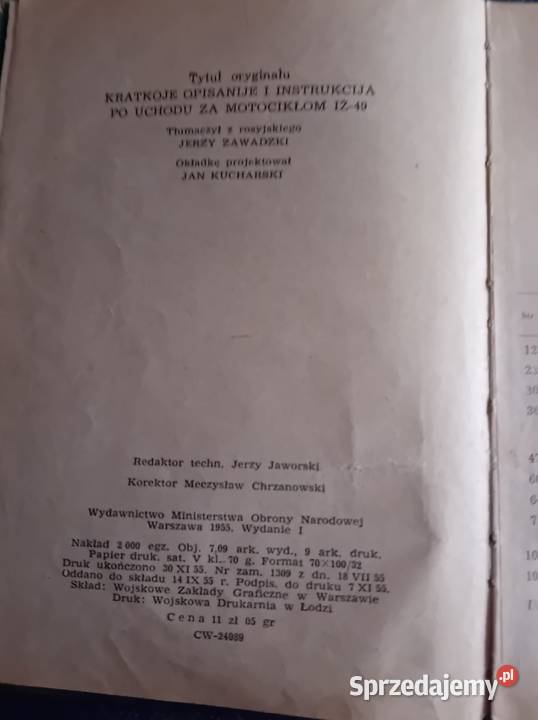 Tytuł oryginału
KRATKOJE OPISANIJE I INSTRUKCIJA
PO UCHODU ZA MOTOCIKŁOM IŻ-49
Tłumaczył z rosyjskiego
JERZY ZAWADZKI
Okładkę projektował
JAN KUCHARSKI
Redaktor techn. Jerzy Jaworski
Korektor Meczysław Chrzanowski
Wydawnictwo Ministerstwa Obrony Narodowej
Warszawa 1955. Wydanie I
Nakład 2 000 egz. Obj. 7,09 ark. wyd., 9 ark. druk.
Papier druk. sat. V kl. 70 g. Format 70×100/32
Druk ukończono 30 XI 55. Nr zam. 1309 z dn. 18 VII 55
Oddano do składu 14 IX 55 r. Podpis. do druku 7 XI 55.
Skład: Wojskowe Zakłady Graficzne w Warszawie
Druk: Wojskowa Drukarnia w Łodzi
Cena 11 zł 05 gr
CW-24989
Sprzedajemy.pl